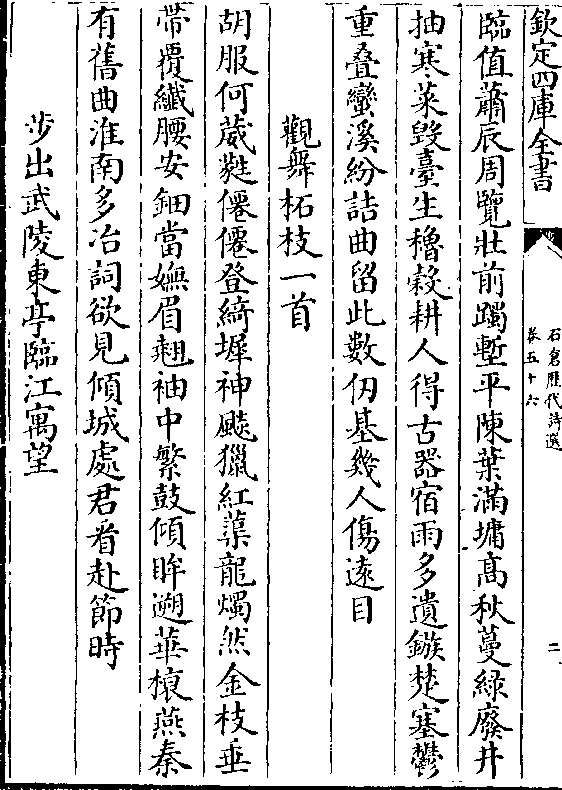 欽定四庫全書
石倉歷代詩選
卷五十六
二
臨值蕭辰周覽壯前躅塹平陳葉滿墉髙秋蔓緑廢井
抽寒菜毀臺生穭榖耕人得古器宿雨多遺鏃楚塞鬱
重叠蠻溪紛詰曲留此數仞基幾人傷逺目
觀舞柘枝一首
胡服何葳蕤僊僊登綺墀神飈獵紅蕖龍燭然金枝垂
帶覆纖腰安鈿當嫵眉翹袖中繁鼓傾眸遡華榱燕秦
有舊曲淮南多冶詞欲見傾城處君看赴節時
步出武陵東亭臨江寓望